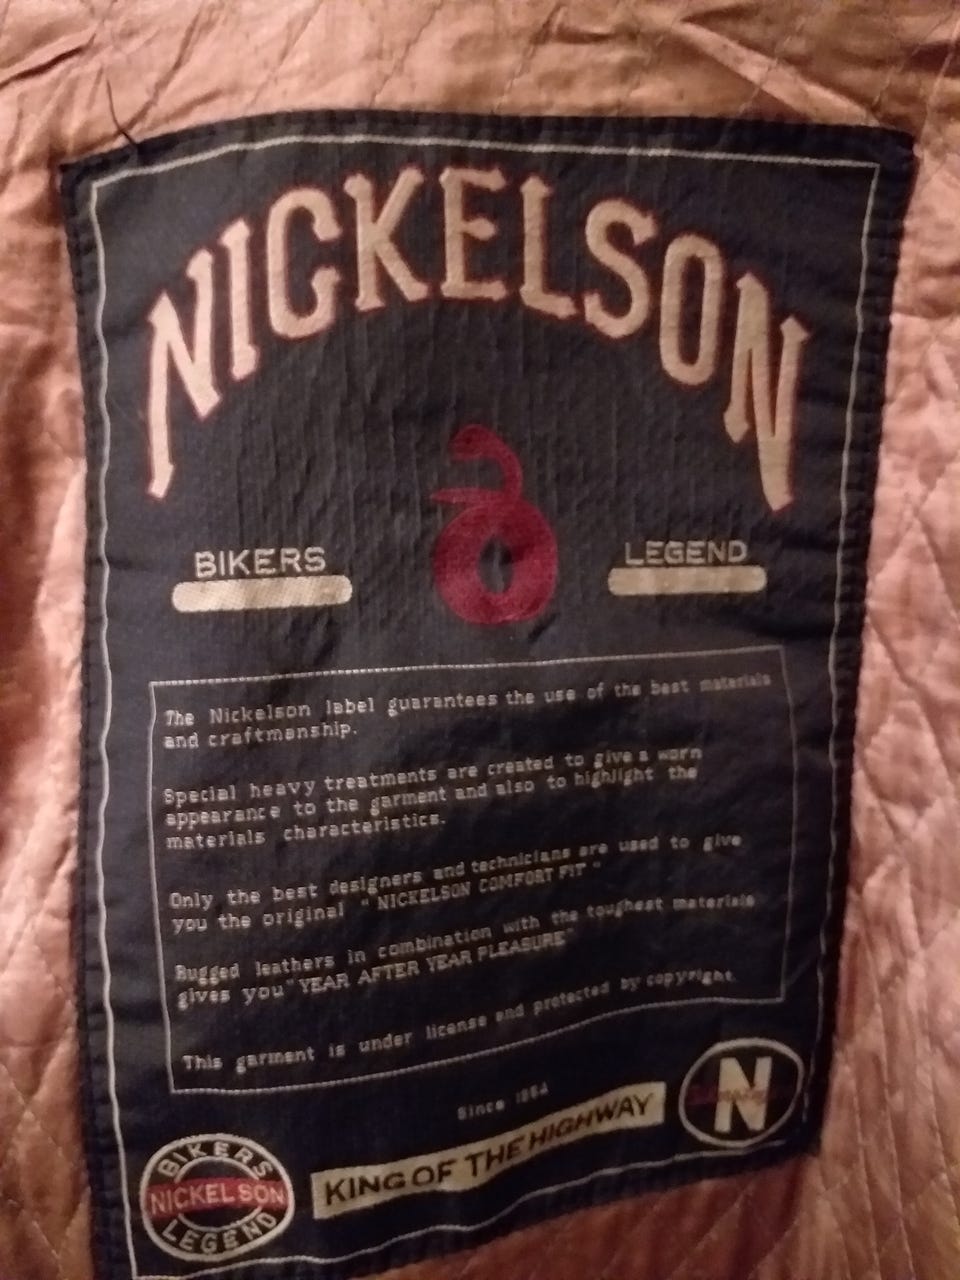 NICKELSON
BIKERS
LEGEND
The Nickelson label guarantees the use of the best materials
and craftmanship.
Special heavy treatments are created to give a worn
appearance to the garment and also to highlight the
materials characteristics.
Only the best designers and technicians are used to give
you the original "NICKELSON COMFORT FIT"
Rugged leathers in combination with the toughest materials
gives you "YEAR AFTER YEAR PLEASURE"
This garment is under license and protected by copyright.
Since
KING OF THE HIGHWAY
N
BIKERS
NICKELSON
LEGEND